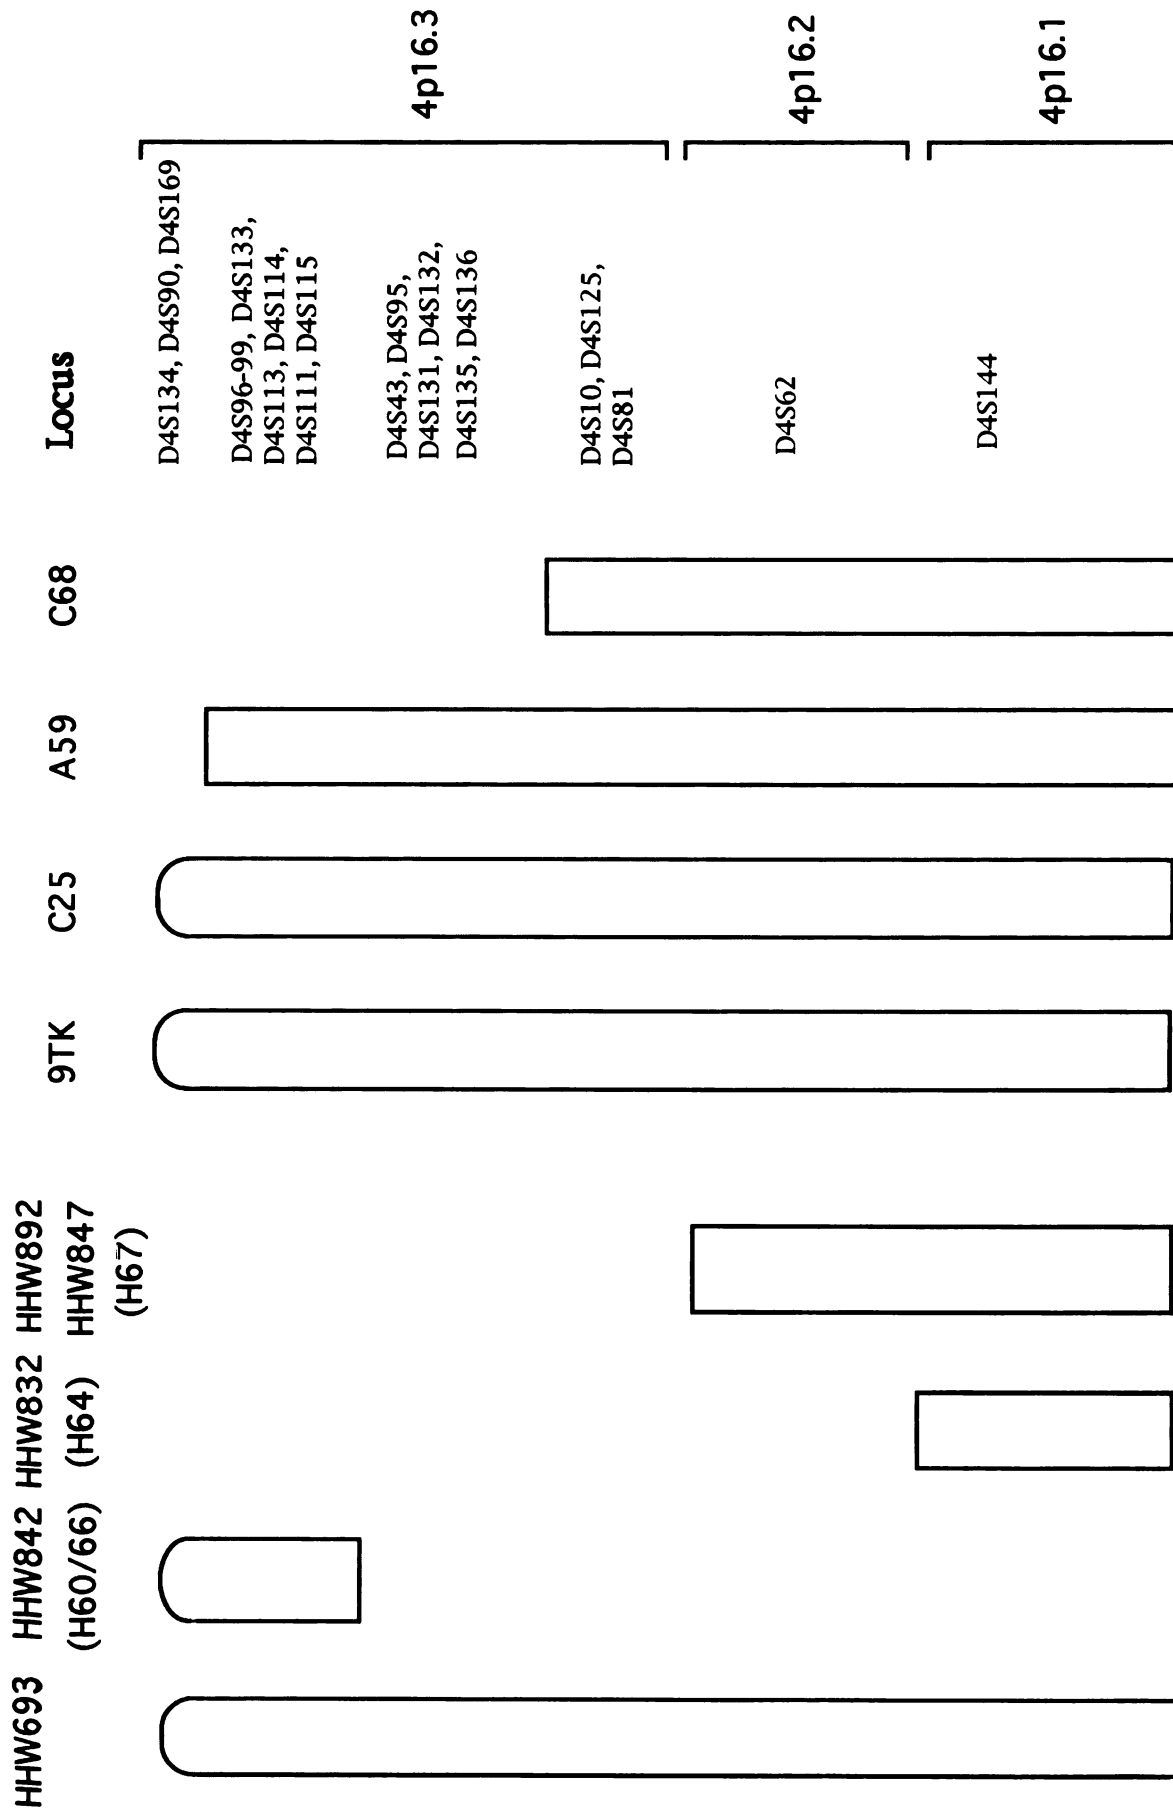 HHW693
HHW842
(H60/66)
HHW832
(H64)
HHW892
HHW847
(H67)
9TK
C25
A59
C68
Locus
D4S134, D4S90, D4S169
D4S96-99, D4S133,
D4S113, D4S114,
D4S111, D4S115
D4S43, D4S95,
D4S131, D4S132,
D4S135, D4S136
D4S10, D4S125,
D4S81
D4S62
D4S144
4p16.3
4p16.2
4p16.1